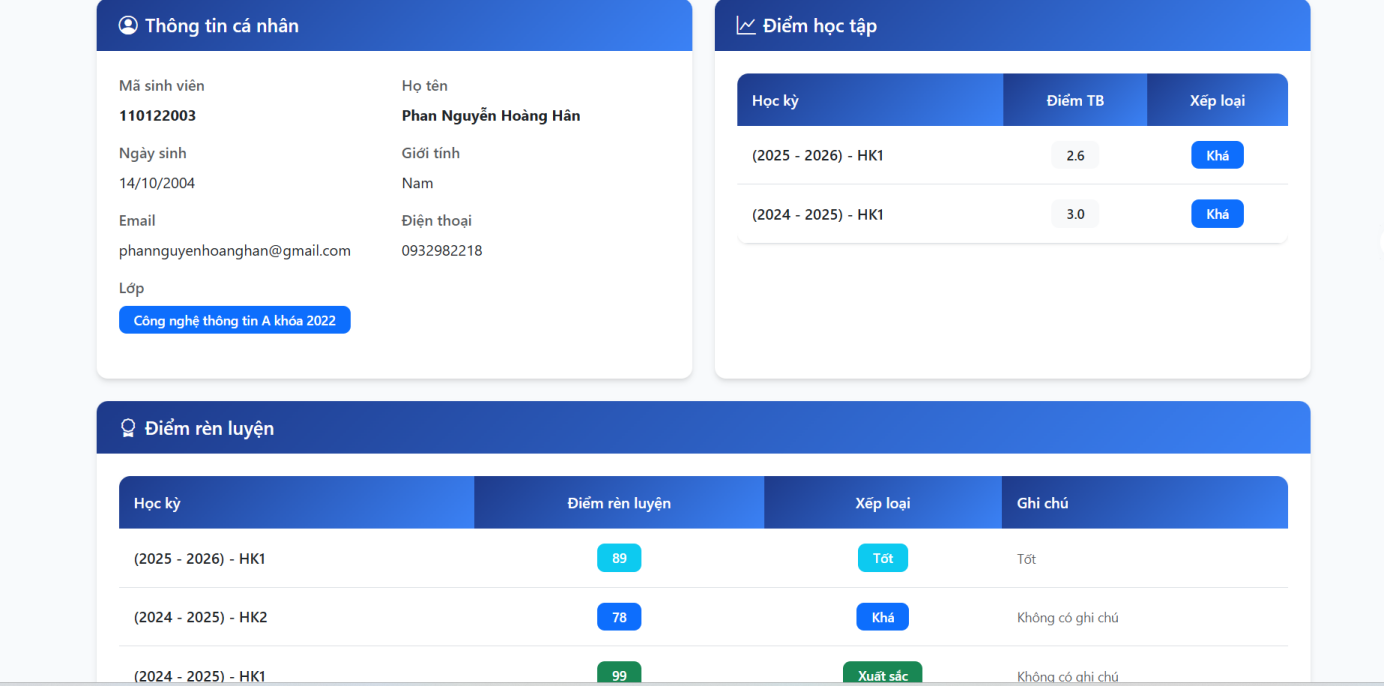 Thông tin cá nhân
Mã sinh viên
Họ tên
110122003
Phan Nguyễn Hoàng Hân
Ngày sinh
Giới tính
14/10/2004
Nam
Email
Điện thoại
phannguyenhoanghan@gmail.com
0932982218
Lớp
Công nghệ thông tin A khóa 2022
Điểm học tập
Học kỳ Điểm TB Xếp loại
(2025 - 2026) - HK1 2.6 Khá
(2024 - 2025) - HK1 3.0 Khá
Điểm rèn luyện
Học kỳ Điểm rèn luyện Xếp loại Ghi chú
(2025 - 2026) - HK1 89 Tốt Tốt
(2024 - 2025) - HK2 78 Khá Không có ghi chú
(2024 - 2025) - HK1 99 Xuất sắc Không có ghi chú